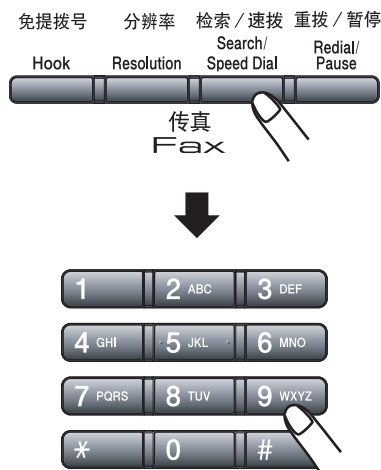 免提拨号 分辨率 检索／速拨 重拨／暂停
Hook Resolution Search/ Speed Dial Redial/ Pause
传真
Fax
1 2 ABC 3 DEF
4 GHI 5 JKL 6 MNO
7 PQRS 8 TUV 9 WXYZ
* 0 #